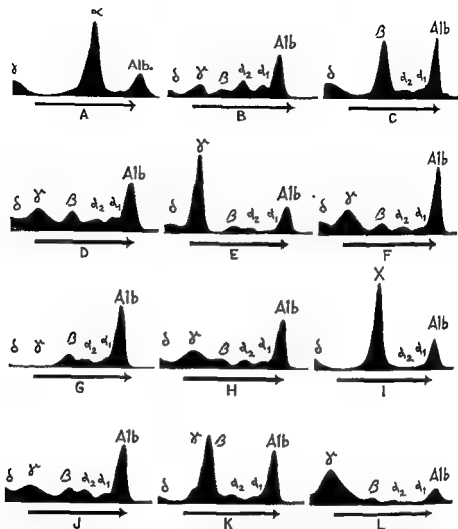 α
γ Alb.
A
δ γ β α₂ α₁ Alb
B
δ β α₂ α₁ Alb
C
δ γ β α₂ α₁ Alb
D
δ γ β α₂ α₁ Alb
E
δ γ β α₂ α₁ Alb
F
δ γ β α₂ α₁ Alb
G
δ γ β α₂ α₁ Alb
H
δ X α₂ α₁ Alb
I
δ γ β α₂ α₁ Alb
J
δ γ β α₂ α₁ Alb
K
γ β α₂ α₁ Alb
L